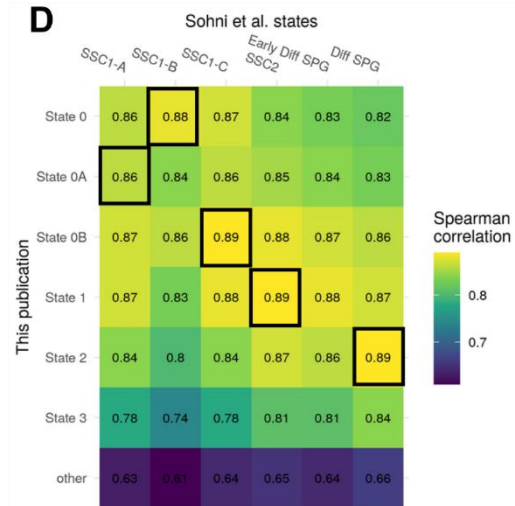 D
Sohni et al. states
SSC1-A SSC1-B SSC1-C SSC2 Early Diff SPG Diff SPG
State 0 0.86 0.88 0.87 0.84 0.83 0.82
State 0A 0.86 0.84 0.86 0.85 0.84 0.83
State 0B 0.87 0.86 0.89 0.88 0.87 0.86
State 1 0.87 0.83 0.88 0.89 0.88 0.87
State 2 0.84 0.8 0.84 0.87 0.86 0.89
State 3 0.78 0.74 0.78 0.81 0.81 0.84
other 0.63 0.61 0.64 0.65 0.64 0.66
This publication
Spearman
correlation
0.8
0.7